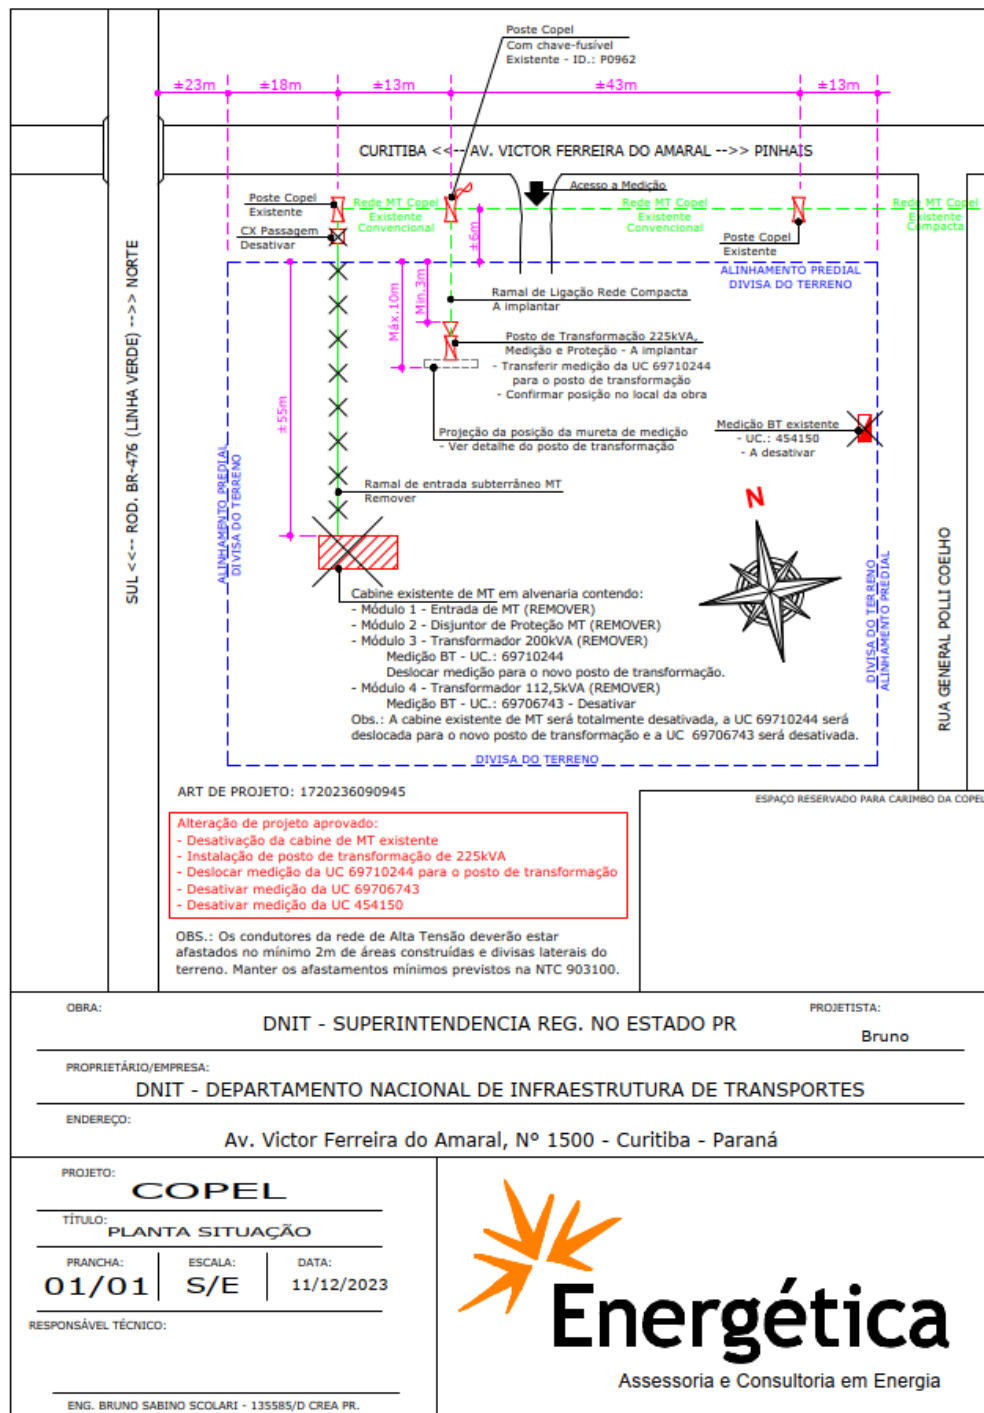 Poste Copel
Com chave-fusível
Existente - ID.: P0962
±23m
±18m
±13m
±43m
±13m
CURITIBA <<-- AV. VICTOR FERREIRA DO AMARAL -->> PINHAIS
Acesso a Medição
Poste Copel
Existente
Rede MT Copel
Existente
Convencional
Rede MT Copel
Existente
Convencional
Rede MT Copel
Existente
Compacta
CX Passagem
Desativar
±6m
Poste Copel
Existente
ALINHAMENTO PREDIAL
DIVISA DO TERRENO
SUL <<-- ROD. BR-476 (LINHA VERDE) -->> NORTE
Máx.10m
Min.3m
Ramal de Ligação Rede Compacta
A implantar
Posto de Transformação 225kVA,
Medição e Proteção - A implantar
- Transferir medição da UC 69710244
para o posto de transformação
- Confirmar posição no local da obra
±55m
Projeção da posição da mureta de medição
- Ver detalhe do posto de transformação
Medição BT existente
- UC.: 454150
- A desativar
ALINHAMENTO PREDIAL
DIVISA DO TERRENO
Ramal de entrada subterrâneo MT
Remover
N
DIVISA DO TERRENO
ALINHAMENTO PREDIAL
RUA GENERAL POLLI COELHO
Cabine existente de MT em alvenaria contendo:
- Módulo 1 - Entrada de MT (REMOVER)
- Módulo 2 - Disjuntor de Proteção MT (REMOVER)
- Módulo 3 - Transformador 200kVA (REMOVER)
Medição BT - UC.: 69710244
Deslocar medição para o novo posto de transformação.
- Módulo 4 - Transformador 112,5kVA (REMOVER)
Medição BT - UC.: 69706743 - Desativar
Obs.: A cabine existente de MT será totalmente desativada, a UC 69710244 será
deslocada para o novo posto de transformação e a UC 69706743 será desativada.
DIVISA DO TERRENO
ART DE PROJETO: 1720236090945
ESPAÇO RESERVADO PARA CARIMBO DA COPEL
Alteração de projeto aprovado:
- Desativação da cabine de MT existente
- Instalação de posto de transformação de 225kVA
- Deslocar medição da UC 69710244 para o posto de transformação
- Desativar medição da UC 69706743
- Desativar medição da UC 454150
OBS.: Os condutores da rede de Alta Tensão deverão estar
afastados no mínimo 2m de áreas construídas e divisas laterais do
terreno. Manter os afastamentos mínimos previstos na NTC 903100.
OBRA:
DNIT - SUPERINTENDENCIA REG. NO ESTADO PR
PROJETISTA:
Bruno
PROPRIETÁRIO/EMPRESA:
DNIT - DEPARTAMENTO NACIONAL DE INFRAESTRUTURA DE TRANSPORTES
ENDEREÇO:
Av. Victor Ferreira do Amaral, Nº 1500 - Curitiba - Paraná
PROJETO:
COPEL
TÍTULO:
PLANTA SITUAÇÃO
PRANCHA:
01/01
ESCALA:
S/E
DATA:
11/12/2023
RESPONSÁVEL TÉCNICO:
ENG. BRUNO SABINO SCOLARI - 135585/D CREA PR.
Energética
Assessoria e Consultoria em Energia